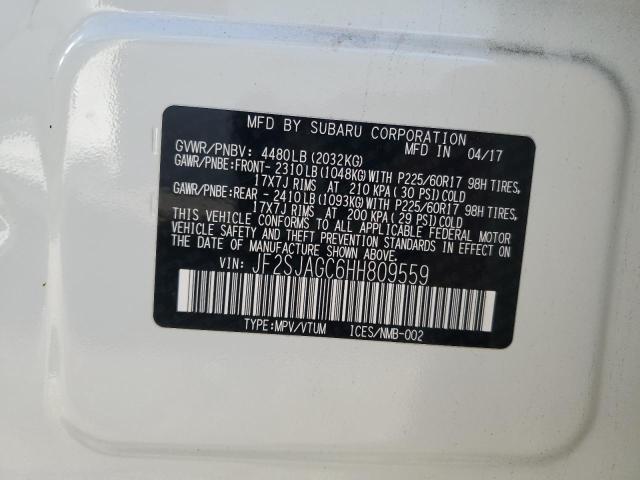 MFD BY SUBARU CORPORATION
MFD IN 04/17
GVWR/PNBV: 4480LB(2032KG)
GAWR/PNBE:FRONT- 2310LB(1048KG)WITH P225/60R17 98H TIRES,
17X7J RIMS AT 210 KPA(30 PSI)COLD
GAWR/PNBE:REAR -2410LB(1093KG)WITH P225/60R17 98H TIRES,
17X7J RIMS AT 200 KPA(29 PSI)COLD
THIS VEHICLE CONFORMS TO ALL APPLICABLE FEDERAL MOTOR
VEHICLE SAFETY AND THEFT PREVENTION STANDARDS IN EFFECT
ON THE DATE OF MANUFACTURE SHOWN ABOVE.
VIN: JF2SJAGC6HH809559
TYPE:MPV/VTUM ICES/NMB-002